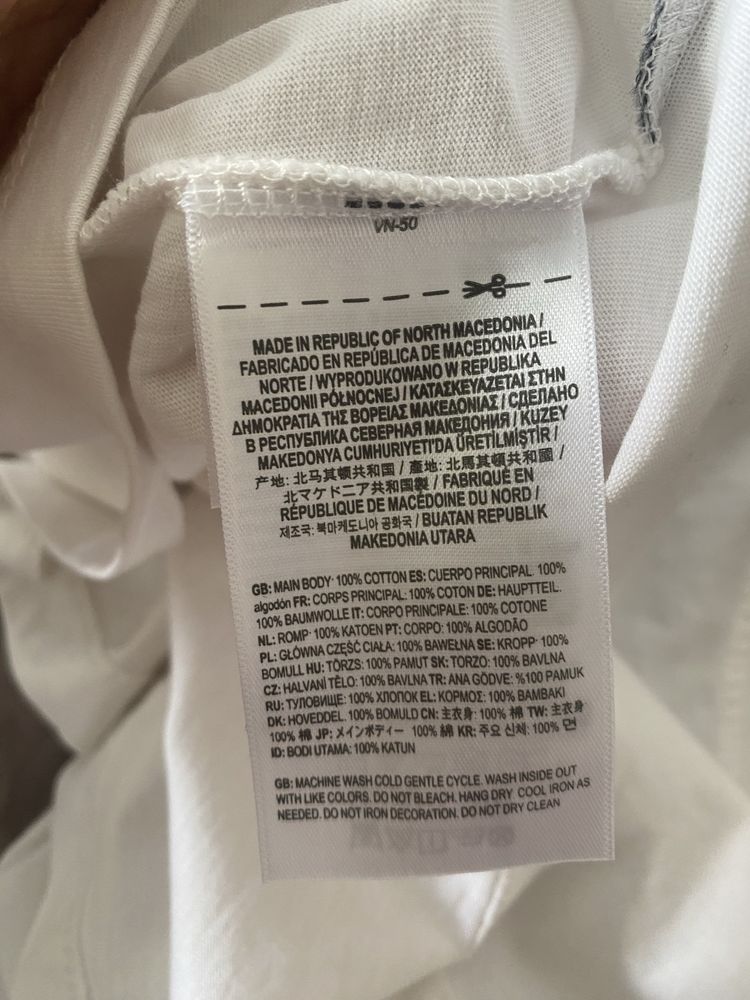 VN-50
MADE IN REPUBLIC OF NORTH MACEDONIA /
FABRICADO EN REPÚBLICA DE MACEDONIA DEL
NORTE / WYPRODUKOWANO W REPUBLIKA
MACEDONII PÓŁNOCNEJ / ΚΑΤΑΣΚΕΥΑΖΕΤΑΙ ΣΤΗΝ
ΔΗΜΟΚΡΑΤΙΑ ΤΗΣ ΒΟΡΕΙΑΣ ΜΑΚΕΔΟΝΙΑΣ / СДЕЛАНО
В РЕСПУБЛИКА СЕВЕРНАЯ МАКЕДОНИЯ / KUZEY
MAKEDONYA CUMHURIYETI'DA ÜRETILMIŞTIR /
产地: 北马其顿共和国 / 產地: 北馬其頓共和國 /
北マケドニア共和国製 / FABRIQUÉ EN
RÉPUBLIQUE DE MACÉDOINE DU NORD /
제조국: 북마케도니아 공화국 / BUATAN REPUBLIK
MAKEDONIA UTARA
GB: MAIN BODY: 100% COTTON ES: CUERPO PRINCIPAL 100%
algodón FR: CORPS PRINCIPAL: 100% COTON DE: HAUPTTEIL.
100% BAUMWOLLE IT: CORPO PRINCIPALE: 100% COTONE
NL: ROMP: 100% KATOEN PT: CORPO: 100% ALGODÃO
PL: GŁÓWNA CZĘŚĆ CIAŁA: 100% BAWEŁNA SE: KROPP: 100%
BOMULL HU: TÖRZS: 100% PAMUT SK: TORZO: 100% BAVLNA
CZ: HALVANÍ TĚLO: 100% BAVLNA TR: ANA GÖDVE: %100 PAMUK
RU: ТУЛОВИЩЕ: 100% ХЛОПОК EL: ΚΟΡΜΟΣ: 100% ΒΑΜΒΑΚΙ
DK: HOVEDDEL. 100% BOMULD CN: 主衣身: 100% 棉 TW: 主衣身
100% 棉 JP: メインボディー 100% 綿 KR: 주요 신체: 100% 면
ID: BODI UTAMA: 100% KATUN
GB: MACHINE WASH COLD GENTLE CYCLE. WASH INSIDE OUT
WITH LIKE COLORS. DO NOT BLEACH. HANG DRY COOL IRON AS
NEEDED. DO NOT IRON DECORATION. DO NOT DRY CLEAN